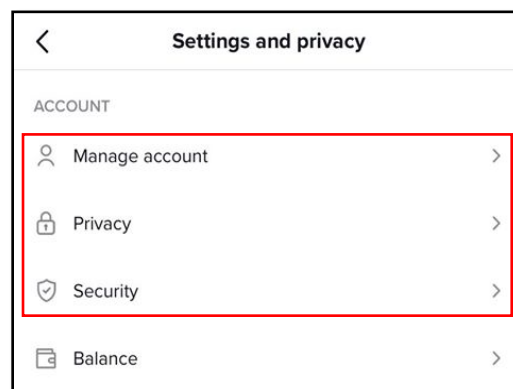 Settings and privacy
ACCOUNT
Manage account
Privacy
Security
Balance